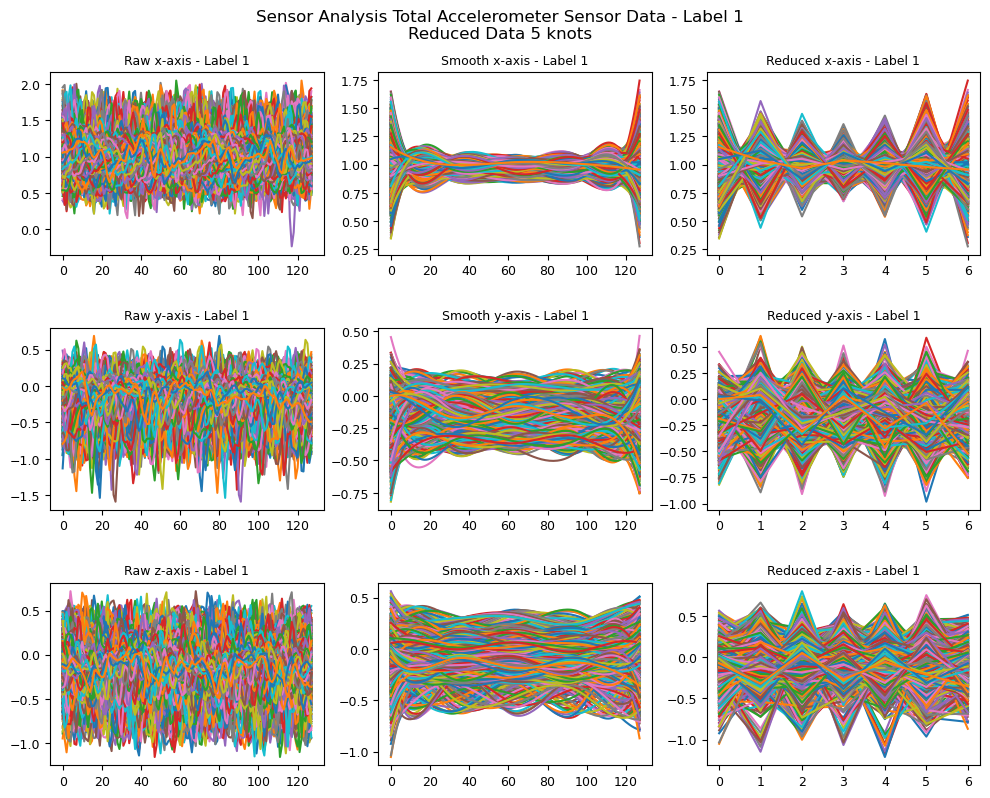 Sensor Analysis Total Accelerometer Sensor Data - Label 1
Reduced Data 5 knots
Raw x-axis - Label 1
Smooth x-axis - Label 1
Reduced x-axis - Label 1
2.0
1.5
1.0
0.5
0.0
0 20 40 60 80 100 120
1.75
1.50
1.25
1.00
0.75
0.50
0.25
0 20 40 60 80 100 120
1.75
1.50
1.25
1.00
0.75
0.50
0.25
0 1 2 3 4 5 6
Raw y-axis - Label 1
Smooth y-axis - Label 1
Reduced y-axis - Label 1
0.5
0.0
−0.5
−1.0
−1.5
0 20 40 60 80 100 120
0.50
0.25
0.00
−0.25
−0.50
−0.75
0 20 40 60 80 100 120
0.50
0.25
0.00
−0.25
−0.50
−0.75
−1.00
0 1 2 3 4 5 6
Raw z-axis - Label 1
Smooth z-axis - Label 1
Reduced z-axis - Label 1
0.5
0.0
−0.5
−1.0
0 20 40 60 80 100 120
0.5
0.0
−0.5
−1.0
0 20 40 60 80 100 120
0.5
0.0
−0.5
−1.0
0 1 2 3 4 5 6